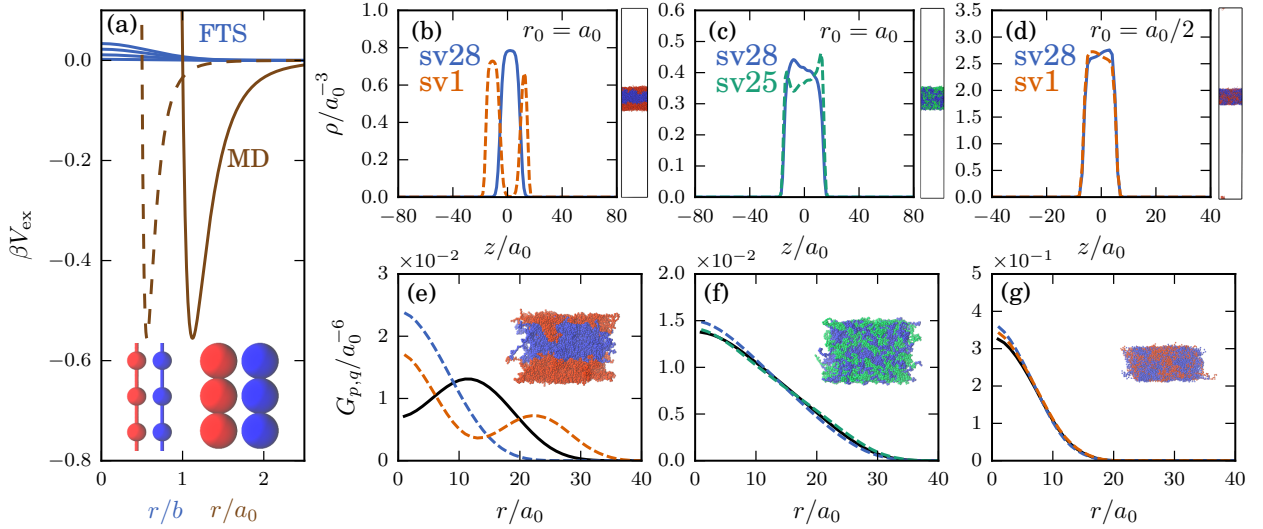 (a)
FTS
MD
βV_ex
0.0
−0.2
−0.4
−0.6
−0.8
0 1 2
r/b r/a_0
(b)
r_0 = a_0
sv28
sv1
ρ/a_0^{−3}
1.0
0.8
0.6
0.4
0.2
0.0
−80 −40 0 40 80
z/a_0
(c)
r_0 = a_0
sv28
sv25
0.6
0.5
0.4
0.3
0.2
0.1
0.0
−80 −40 0 40 80
z/a_0
(d)
r_0 = a_0/2
sv28
sv1
3.5
3.0
2.5
2.0
1.5
1.0
0.5
0.0
−40 −20 0 20 40
z/a_0
×10^{−2}
(e)
G_{p,q}/a_0^{−6}
3
2
1
0
0 10 20 30 40
r/a_0
×10^{−2}
(f)
2.0
1.5
1.0
0.5
0.0
0 10 20 30 40
r/a_0
×10^{−1}
(g)
5
4
3
2
1
0
0 10 20 30 40
r/a_0